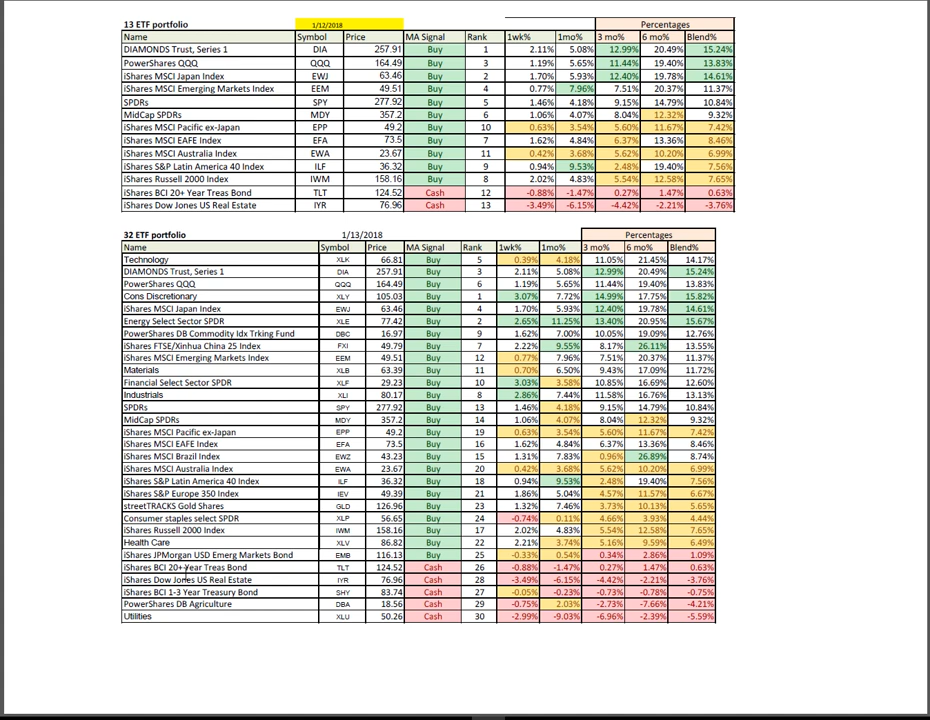 13 ETF portfolio 1/12/2018 Percentages
Name Symbol Price MA Signal Rank 1wk% 1mo% 3 mo% 6 mo% Blend%
DIAMONDS Trust, Series 1 DIA 257.91 Buy 1 2.11% 5.08% 12.99% 20.49% 15.24%
PowerShares QQQ QQQ 164.49 Buy 3 1.19% 5.65% 11.44% 19.40% 13.83%
iShares MSCI Japan Index EWJ 63.46 Buy 2 1.70% 5.93% 12.40% 19.78% 14.61%
iShares MSCI Emerging Markets Index EEM 49.51 Buy 4 0.77% 7.96% 7.51% 20.37% 11.37%
SPDRs SPY 277.92 Buy 5 1.46% 4.18% 9.15% 14.79% 10.84%
MidCap SPDRs MDY 357.2 Buy 6 1.06% 4.07% 8.04% 12.32% 9.32%
iShares MSCI Pacific ex-Japan EPP 49.2 Buy 10 0.63% 3.54% 5.60% 11.67% 7.42%
iShares MSCI EAFE Index EFA 73.5 Buy 7 1.62% 4.84% 6.37% 13.36% 8.46%
iShares MSCI Australia Index EWA 23.67 Buy 11 0.42% 3.68% 5.62% 10.20% 6.99%
iShares S&P Latin America 40 Index ILF 36.32 Buy 9 0.94% 9.53% 2.48% 19.40% 7.56%
iShares Russell 2000 Index IWM 158.16 Buy 8 2.02% 4.83% 5.54% 12.58% 7.65%
iShares BCI 20+ Year Treas Bond TLT 124.52 Cash 12 -0.88% -1.47% 0.27% 1.47% 0.63%
iShares Dow Jones US Real Estate IYR 76.96 Cash 13 -3.49% -6.15% -4.42% -2.21% -3.76%
32 ETF portfolio 1/13/2018 Percentages
Name Symbol Price MA Signal Rank 1wk% 1mo% 3 mo% 6 mo% Blend%
Technology XLK 66.81 Buy 5 0.39% 4.18% 11.05% 21.45% 14.17%
DIAMONDS Trust, Series 1 DIA 257.91 Buy 3 2.11% 5.08% 12.99% 20.49% 15.24%
PowerShares QQQ QQQ 164.49 Buy 6 1.19% 5.65% 11.44% 19.40% 13.83%
Cons Discretionary XLY 105.03 Buy 1 3.07% 7.72% 14.99% 17.75% 15.82%
iShares MSCI Japan Index EWJ 63.46 Buy 4 1.70% 5.93% 12.40% 19.78% 14.61%
Energy Select Sector SPDR XLE 77.42 Buy 2 2.65% 11.25% 13.40% 20.95% 15.67%
PowerShares DB Commodity Idx Trking Fund DBC 16.97 Buy 9 1.62% 7.00% 10.05% 19.09% 12.76%
iShares FTSE/Xinhua China 25 Index FXI 49.79 Buy 7 2.22% 9.55% 8.17% 26.11% 13.55%
iShares MSCI Emerging Markets Index EEM 49.51 Buy 12 0.77% 7.96% 7.51% 20.37% 11.37%
Materials XLB 63.39 Buy 11 0.70% 6.50% 9.43% 17.09% 11.72%
Financial Select Sector SPDR XLF 29.23 Buy 10 3.03% 3.58% 10.85% 16.69% 12.60%
Industrials XLI 80.17 Buy 8 2.86% 7.44% 11.58% 16.76% 13.13%
SPDRs SPY 277.92 Buy 13 1.46% 4.18% 9.15% 14.79% 10.84%
MidCap SPDRs MDY 357.2 Buy 14 1.06% 4.07% 8.04% 12.32% 9.32%
iShares MSCI Pacific ex-Japan EPP 49.2 Buy 19 0.63% 3.54% 5.60% 11.67% 7.42%
iShares MSCI EAFE Index EFA 73.5 Buy 16 1.62% 4.84% 6.37% 13.36% 8.46%
iShares MSCI Brazil Index EWZ 43.23 Buy 15 1.31% 7.83% 0.96% 26.89% 8.74%
iShares MSCI Australia Index EWA 23.67 Buy 20 0.42% 3.68% 5.62% 10.20% 6.99%
iShares S&P Latin America 40 Index ILF 36.32 Buy 18 0.94% 9.53% 2.48% 19.40% 7.56%
iShares S&P Europe 350 Index IEV 49.39 Buy 21 1.86% 5.04% 4.57% 11.57% 6.67%
streetTRACKS Gold Shares GLD 126.96 Buy 23 1.32% 7.46% 3.73% 10.13% 5.65%
Consumer staples select SPDR XLP 56.65 Buy 24 -0.74% 0.11% 4.66% 3.93% 4.44%
iShares Russell 2000 Index IWM 158.16 Buy 17 2.02% 4.83% 5.54% 12.58% 7.65%
Health Care XLV 86.82 Buy 22 2.21% 3.74% 5.16% 9.59% 6.49%
iShares JPMorgan USD Emerg Markets Bond EMB 116.13 Buy 25 -0.33% 0.54% 0.34% 2.86% 1.09%
iShares BCI 20+ Year Treas Bond TLT 124.52 Cash 26 -0.88% -1.47% 0.27% 1.47% 0.63%
iShares Dow Jones US Real Estate IYR 76.96 Cash 28 -3.49% -6.15% -4.42% -2.21% -3.76%
iShares BCI 1-3 Year Treasury Bond SHY 83.74 Cash 27 -0.05% -0.23% -0.73% -0.78% -0.75%
PowerShares DB Agriculture DBA 18.56 Cash 29 -0.75% 2.03% -2.73% -7.66% -4.21%
Utilities XLU 50.26 Cash 30 -2.99% -9.03% -6.96% -2.39% -5.59%